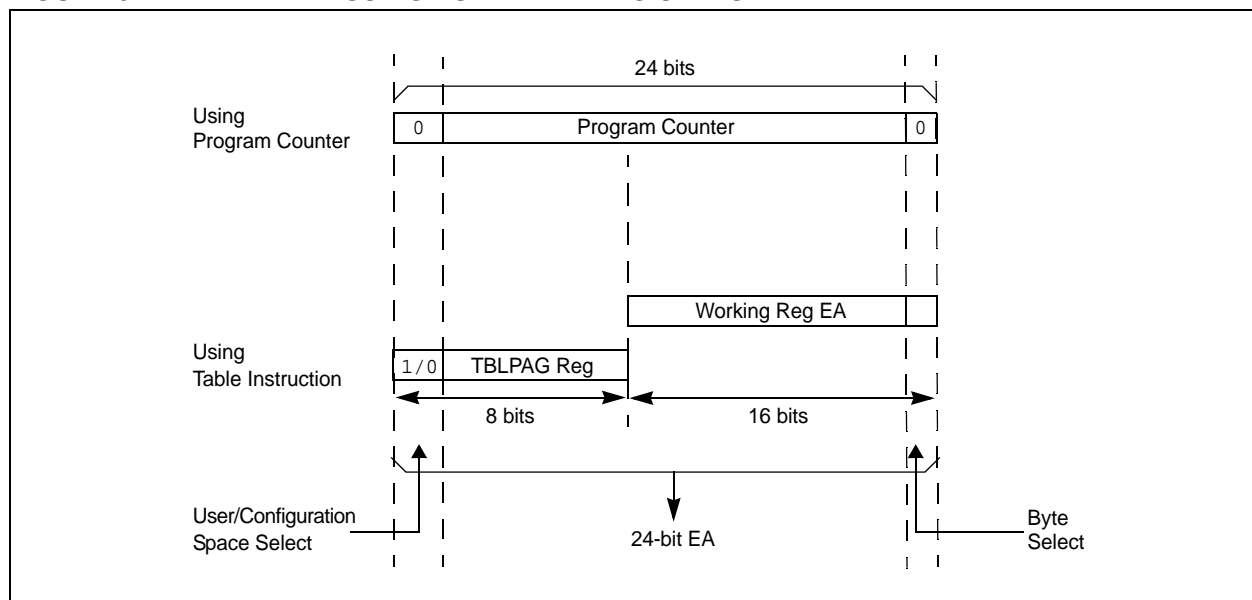 24 bits
Using
Program Counter
0
Program Counter
0
Working Reg EA
Using
Table Instruction
1/0
TBLPAG Reg
8 bits
16 bits
User/Configuration
Space Select
24-bit EA
Byte
Select